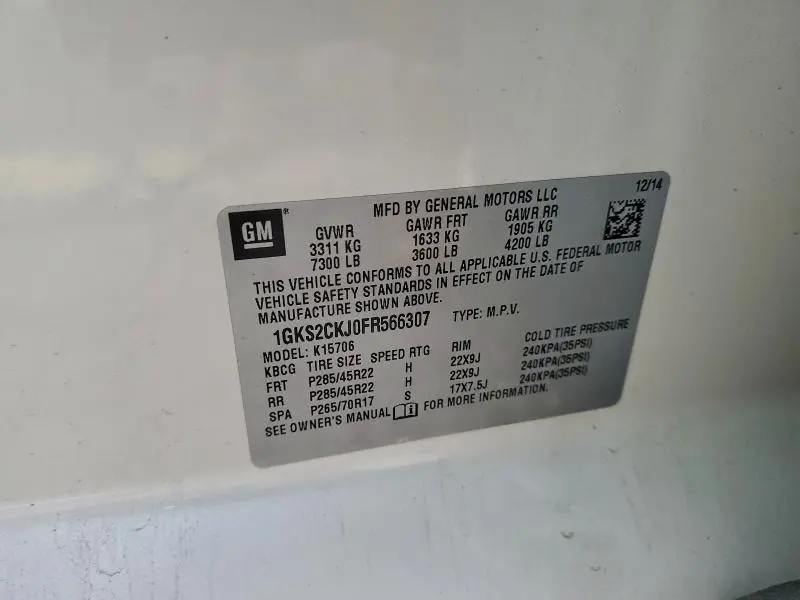 12/14
GM®
MFD BY GENERAL MOTORS LLC
GVWR GAWR FRT GAWR RR
3311 KG 1633 KG 1905 KG
7300 LB 3600 LB 4200 LB
THIS VEHICLE CONFORMS TO ALL APPLICABLE U.S. FEDERAL MOTOR
VEHICLE SAFETY STANDARDS IN EFFECT ON THE DATE OF
MANUFACTURE SHOWN ABOVE.
1GKS2CKJ0FR566307 TYPE: M.P.V.
MODEL: K15706
KBCG TIRE SIZE SPEED RTG RIM COLD TIRE PRESSURE
FRT P285/45R22 H 22X9J 240KPA(35PSI)
RR P285/45R22 H 22X9J 240KPA(35PSI)
SPA P265/70R17 S 17X7.5J 240KPA(35PSI)
SEE OWNER'S MANUAL i FOR MORE INFORMATION.